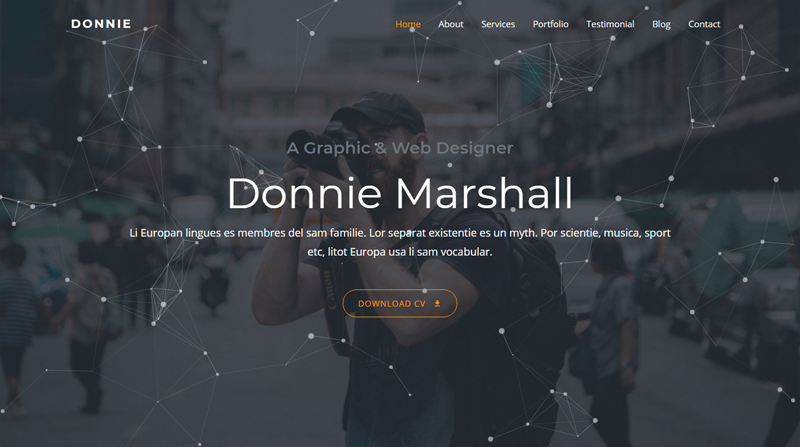 DONNIE
Home About Services Portfolio Testimonial Blog Contact
A Graphic & Web Designer
Donnie Marshall
Li Europan lingues es membres del sam familie. Lor separat existentie es un myth. Por scientie, musica, sport
etc, litot Europa usa li sam vocabular.
DOWNLOAD CV
Canon